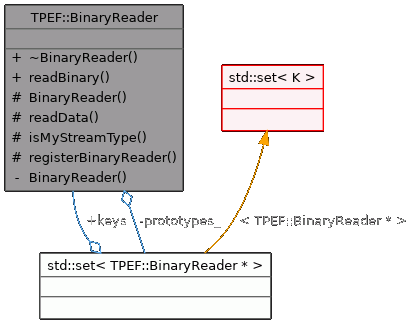 TPEF::BinaryReader
+ ~BinaryReader()
+ readBinary()
# BinaryReader()
# readData()
# isMyStreamType()
# registerBinaryReader()
- BinaryReader()
std::set< K >
+keys
-prototypes_
< TPEF::BinaryReader * >
std::set< TPEF::BinaryReader * >